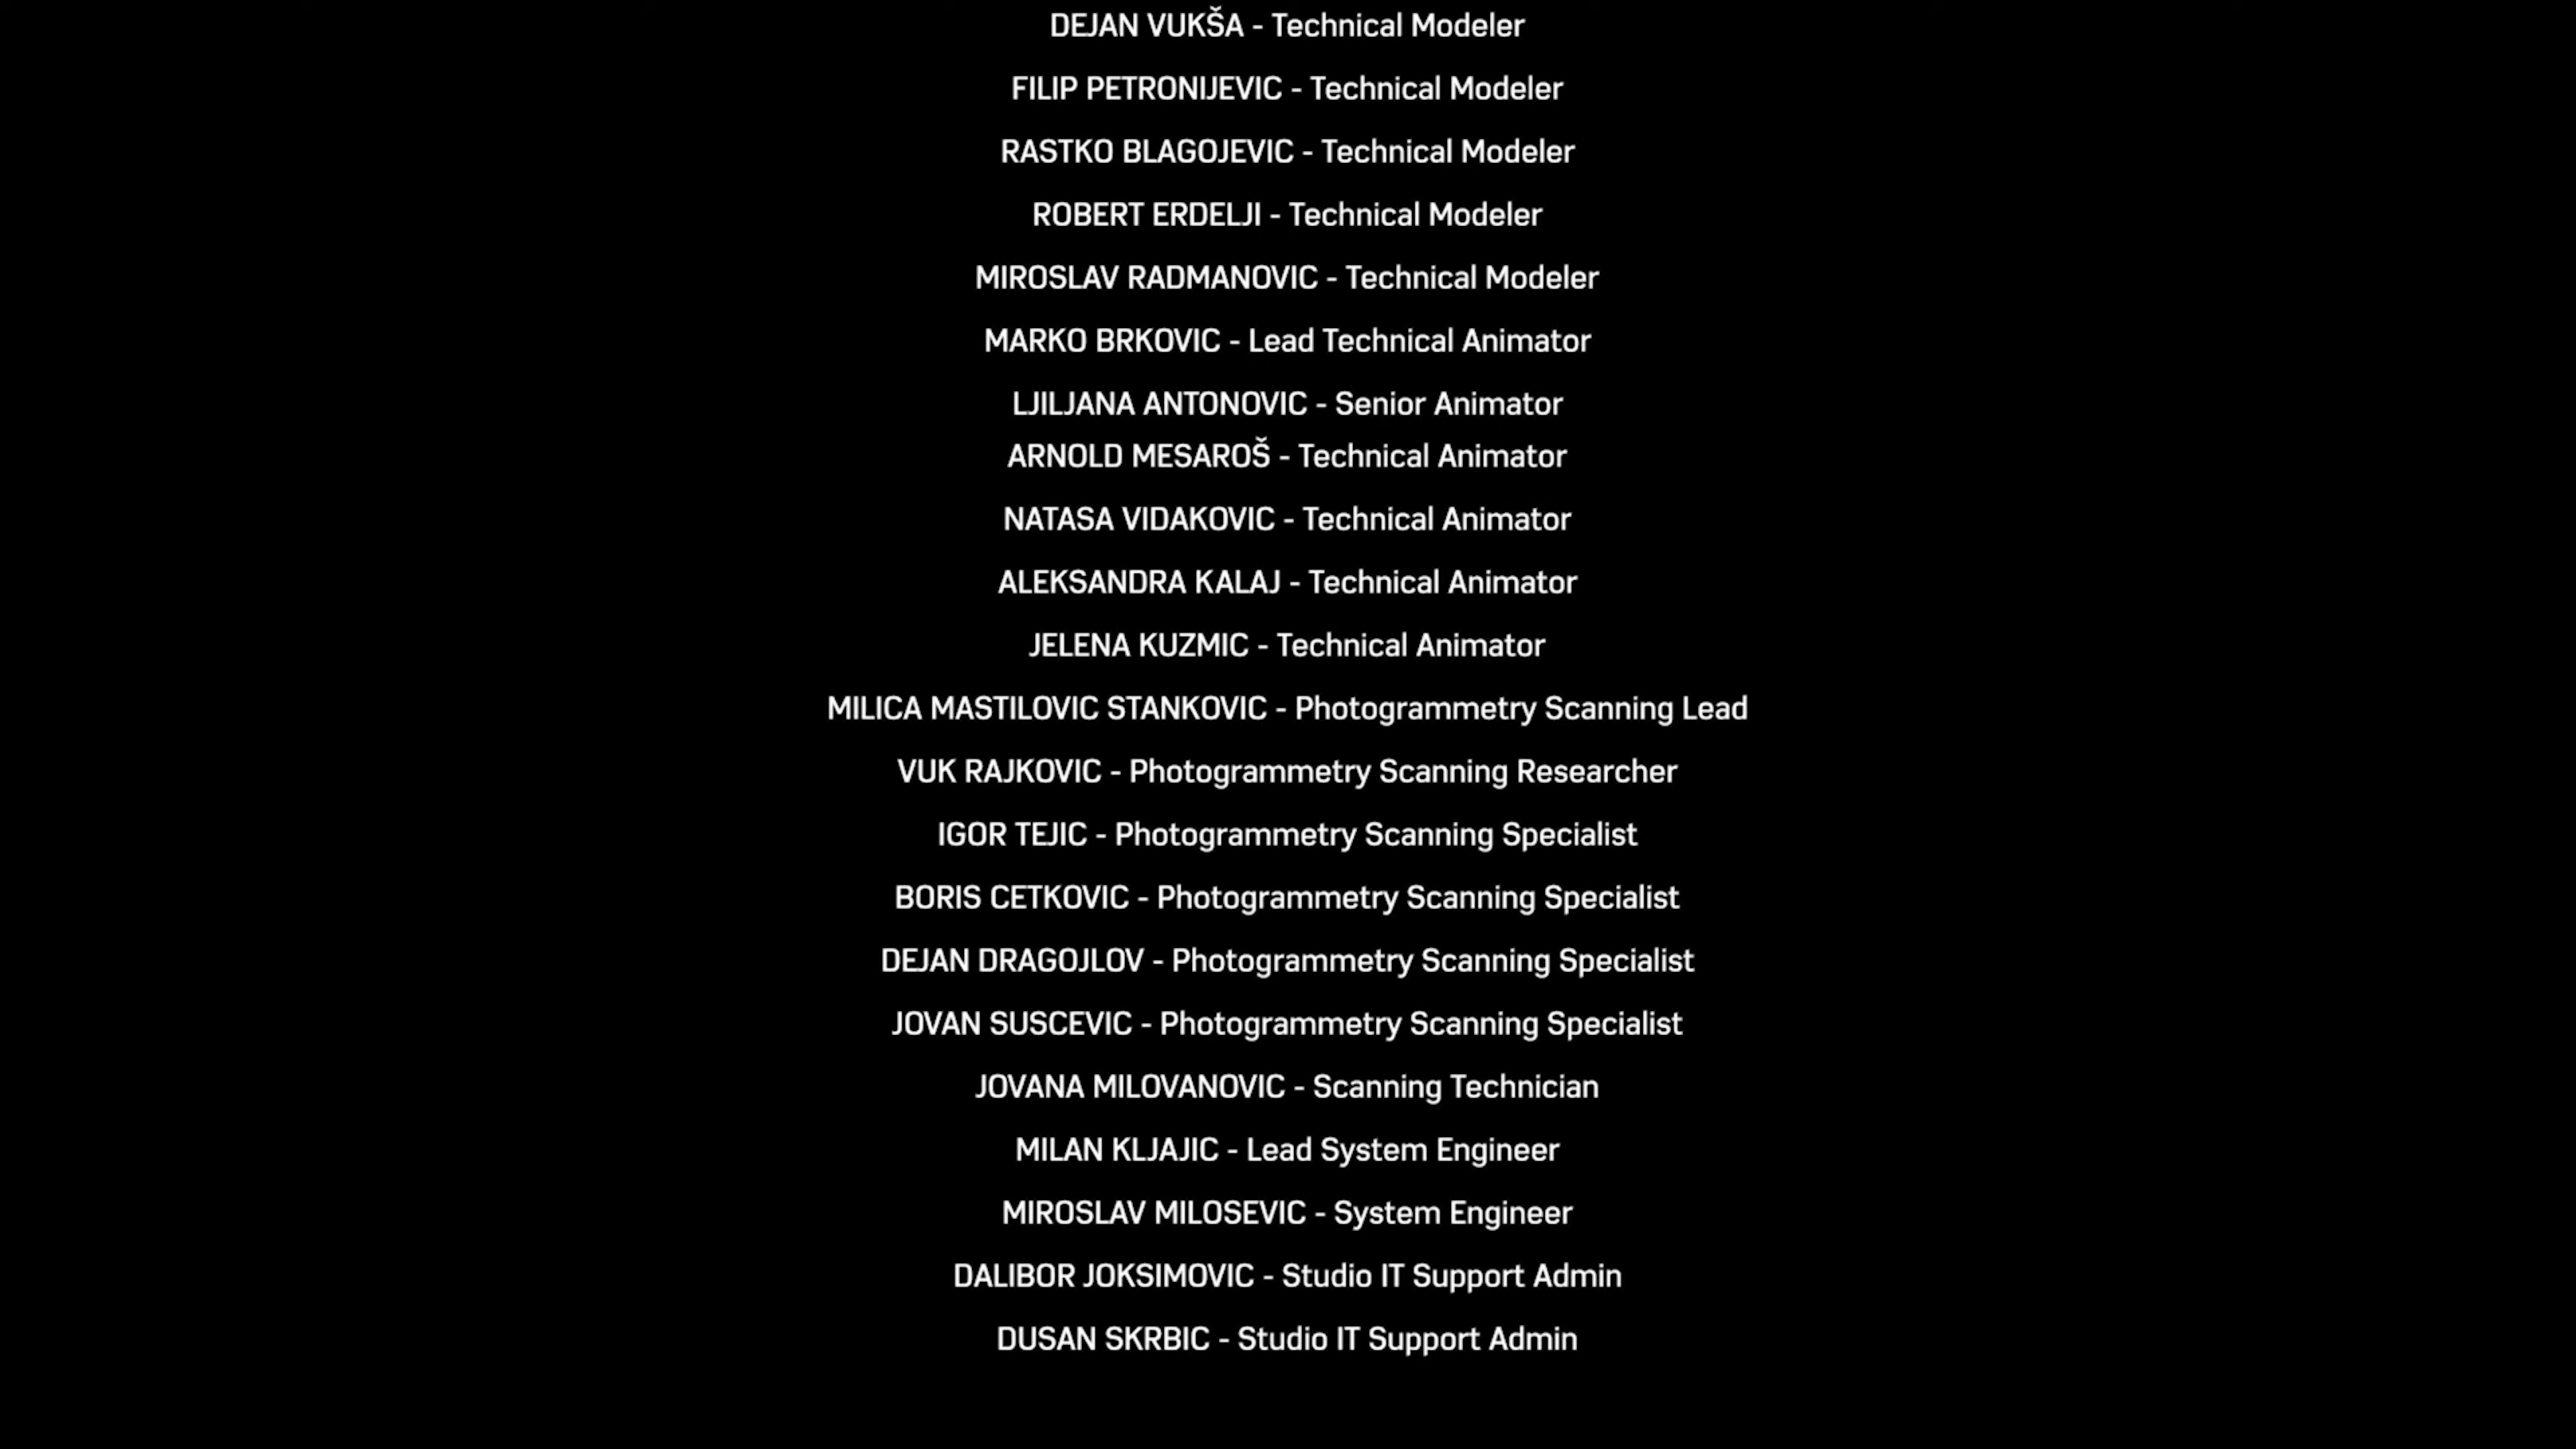 DEJAN VUKŠA - Technical Modeler
FILIP PETRONIJEVIC - Technical Modeler
RASTKO BLAGOJEVIC - Technical Modeler
ROBERT ERDELJI - Technical Modeler
MIROSLAV RADMANOVIC - Technical Modeler
MARKO BRKOVIC - Lead Technical Animator
LJILJANA ANTONOVIC - Senior Animator
ARNOLD MESAROŠ - Technical Animator
NATASA VIDAKOVIC - Technical Animator
ALEKSANDRA KALAJ - Technical Animator
JELENA KUZMIC - Technical Animator
MILICA MASTILOVIC STANKOVIC - Photogrammetry Scanning Lead
VUK RAJKOVIC - Photogrammetry Scanning Researcher
IGOR TEJIC - Photogrammetry Scanning Specialist
BORIS CETKOVIC - Photogrammetry Scanning Specialist
DEJAN DRAGOJLOV - Photogrammetry Scanning Specialist
JOVAN SUSCEVIC - Photogrammetry Scanning Specialist
JOVANA MILOVANOVIC - Scanning Technician
MILAN KLJAJIC - Lead System Engineer
MIROSLAV MILOSEVIC - System Engineer
DALIBOR JOKSIMOVIC - Studio IT Support Admin
DUSAN SKRBIC - Studio IT Support Admin